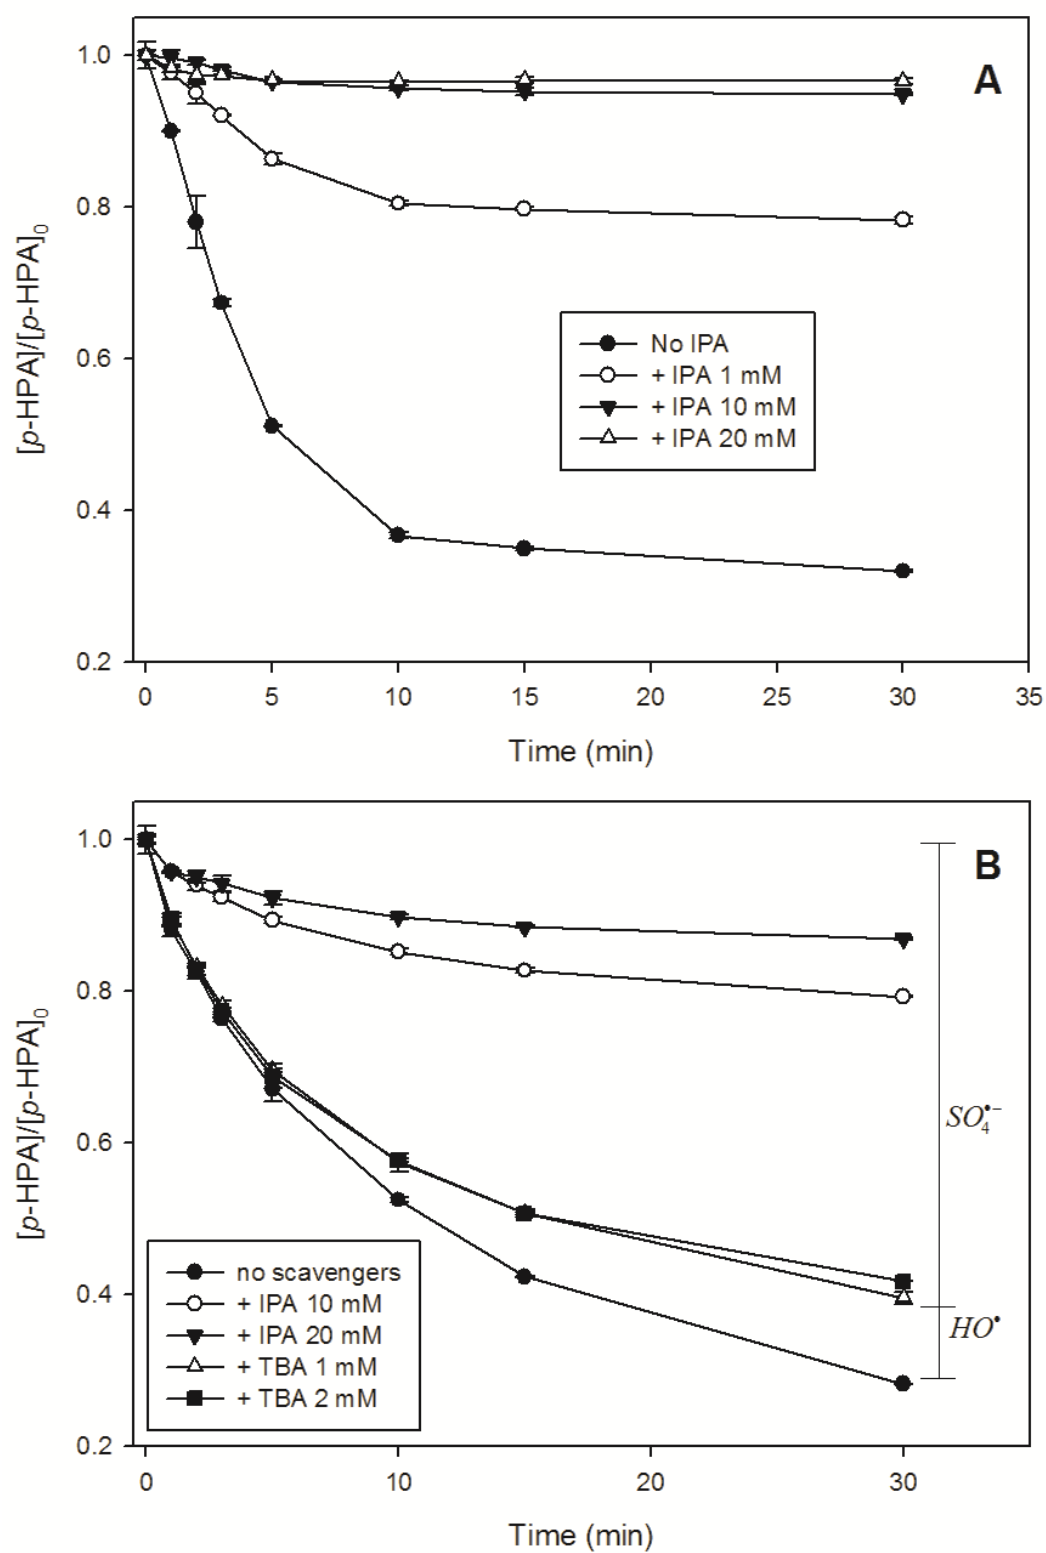 A
[p-HPA]/[p-HPA]0
1.0
0.8
0.6
0.4
0.2
No IPA
+ IPA 1 mM
+ IPA 10 mM
+ IPA 20 mM
0 5 10 15 20 25 30 35
Time (min)
B
[p-HPA]/[p-HPA]0
1.0
0.8
0.6
0.4
0.2
SO4•−
HO•
no scavengers
+ IPA 10 mM
+ IPA 20 mM
+ TBA 1 mM
+ TBA 2 mM
0 10 20 30
Time (min)